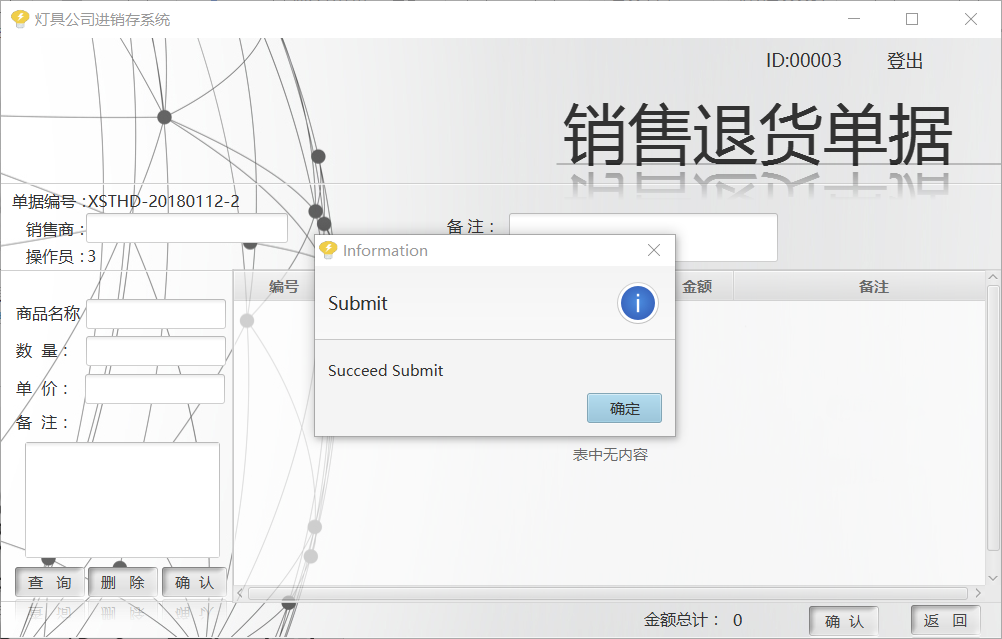 灯具公司进销存系统
ID:00003 登出
销售退货单据
单据编号 :XSTHD-20180112-2
销售商 :
备 注 :
操作员 : 3
Information
Submit
Succeed Submit
确定
编号 金额 备注
商品名称
数 量 :
单 价 :
备 注 :
表中无内容
查 询 删 除 确 认
金额总计 : 0
确 认 返 回